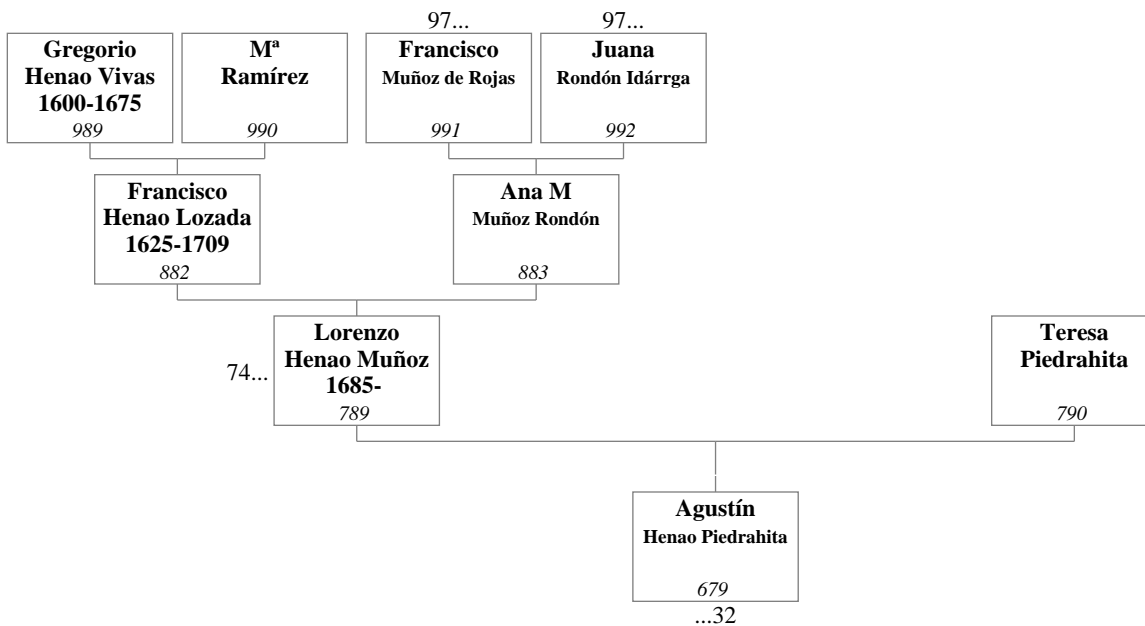 97...
97...
Gregorio
Henao Vivas
1600-1675
989
Mª
Ramírez
990
Francisco
Muñoz de Rojas
991
Juana
Rondón Idárrga
992
Francisco
Henao Lozada
1625-1709
882
Ana M
Muñoz Rondón
883
74...
Lorenzo
Henao Muñoz
1685-
789
Teresa
Piedrahita
790
Agustín
Henao Piedrahita
679
...32